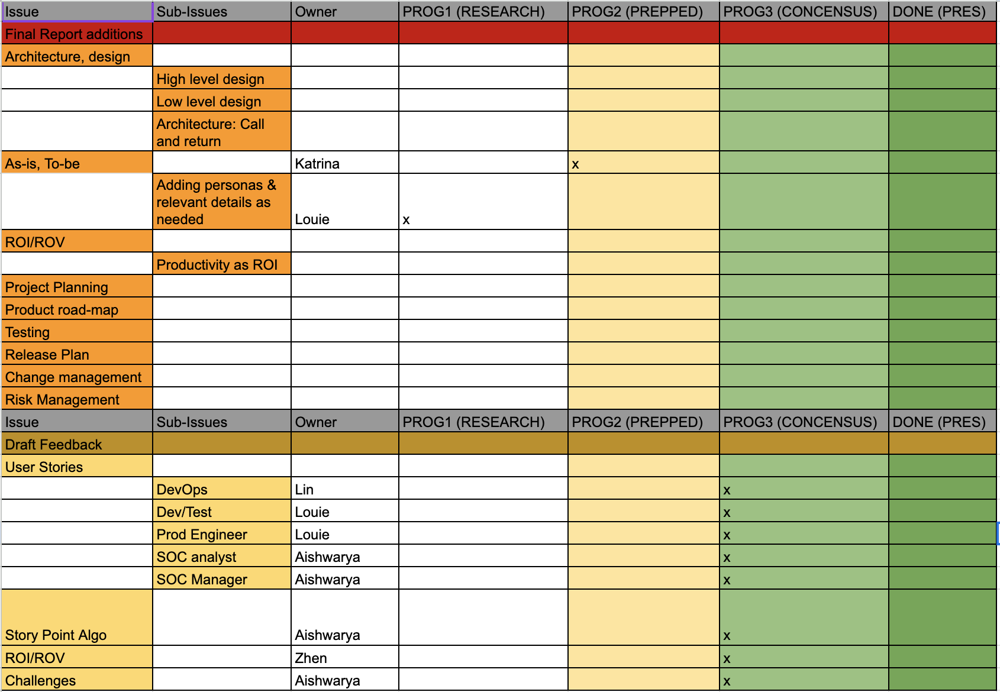 Issue Sub-Issues Owner PROG1 (RESEARCH) PROG2 (PREPPED) PROG3 (CONCENSUS) DONE (PRES)
Final Report additions
Architecture, design
High level design
Low level design
Architecture: Call
and return
As-is, To-be Katrina x
Adding personas &
relevant details as
needed Louie x
ROI/ROV
Productivity as ROI
Project Planning
Product road-map
Testing
Release Plan
Change management
Risk Management
Issue Sub-Issues Owner PROG1 (RESEARCH) PROG2 (PREPPED) PROG3 (CONCENSUS) DONE (PRES)
Draft Feedback
User Stories
DevOps Lin x
Dev/Test Louie x
Prod Engineer Louie x
SOC analyst Aishwarya x
SOC Manager Aishwarya x
Story Point Algo Aishwarya x
ROI/ROV Zhen x
Challenges Aishwarya x